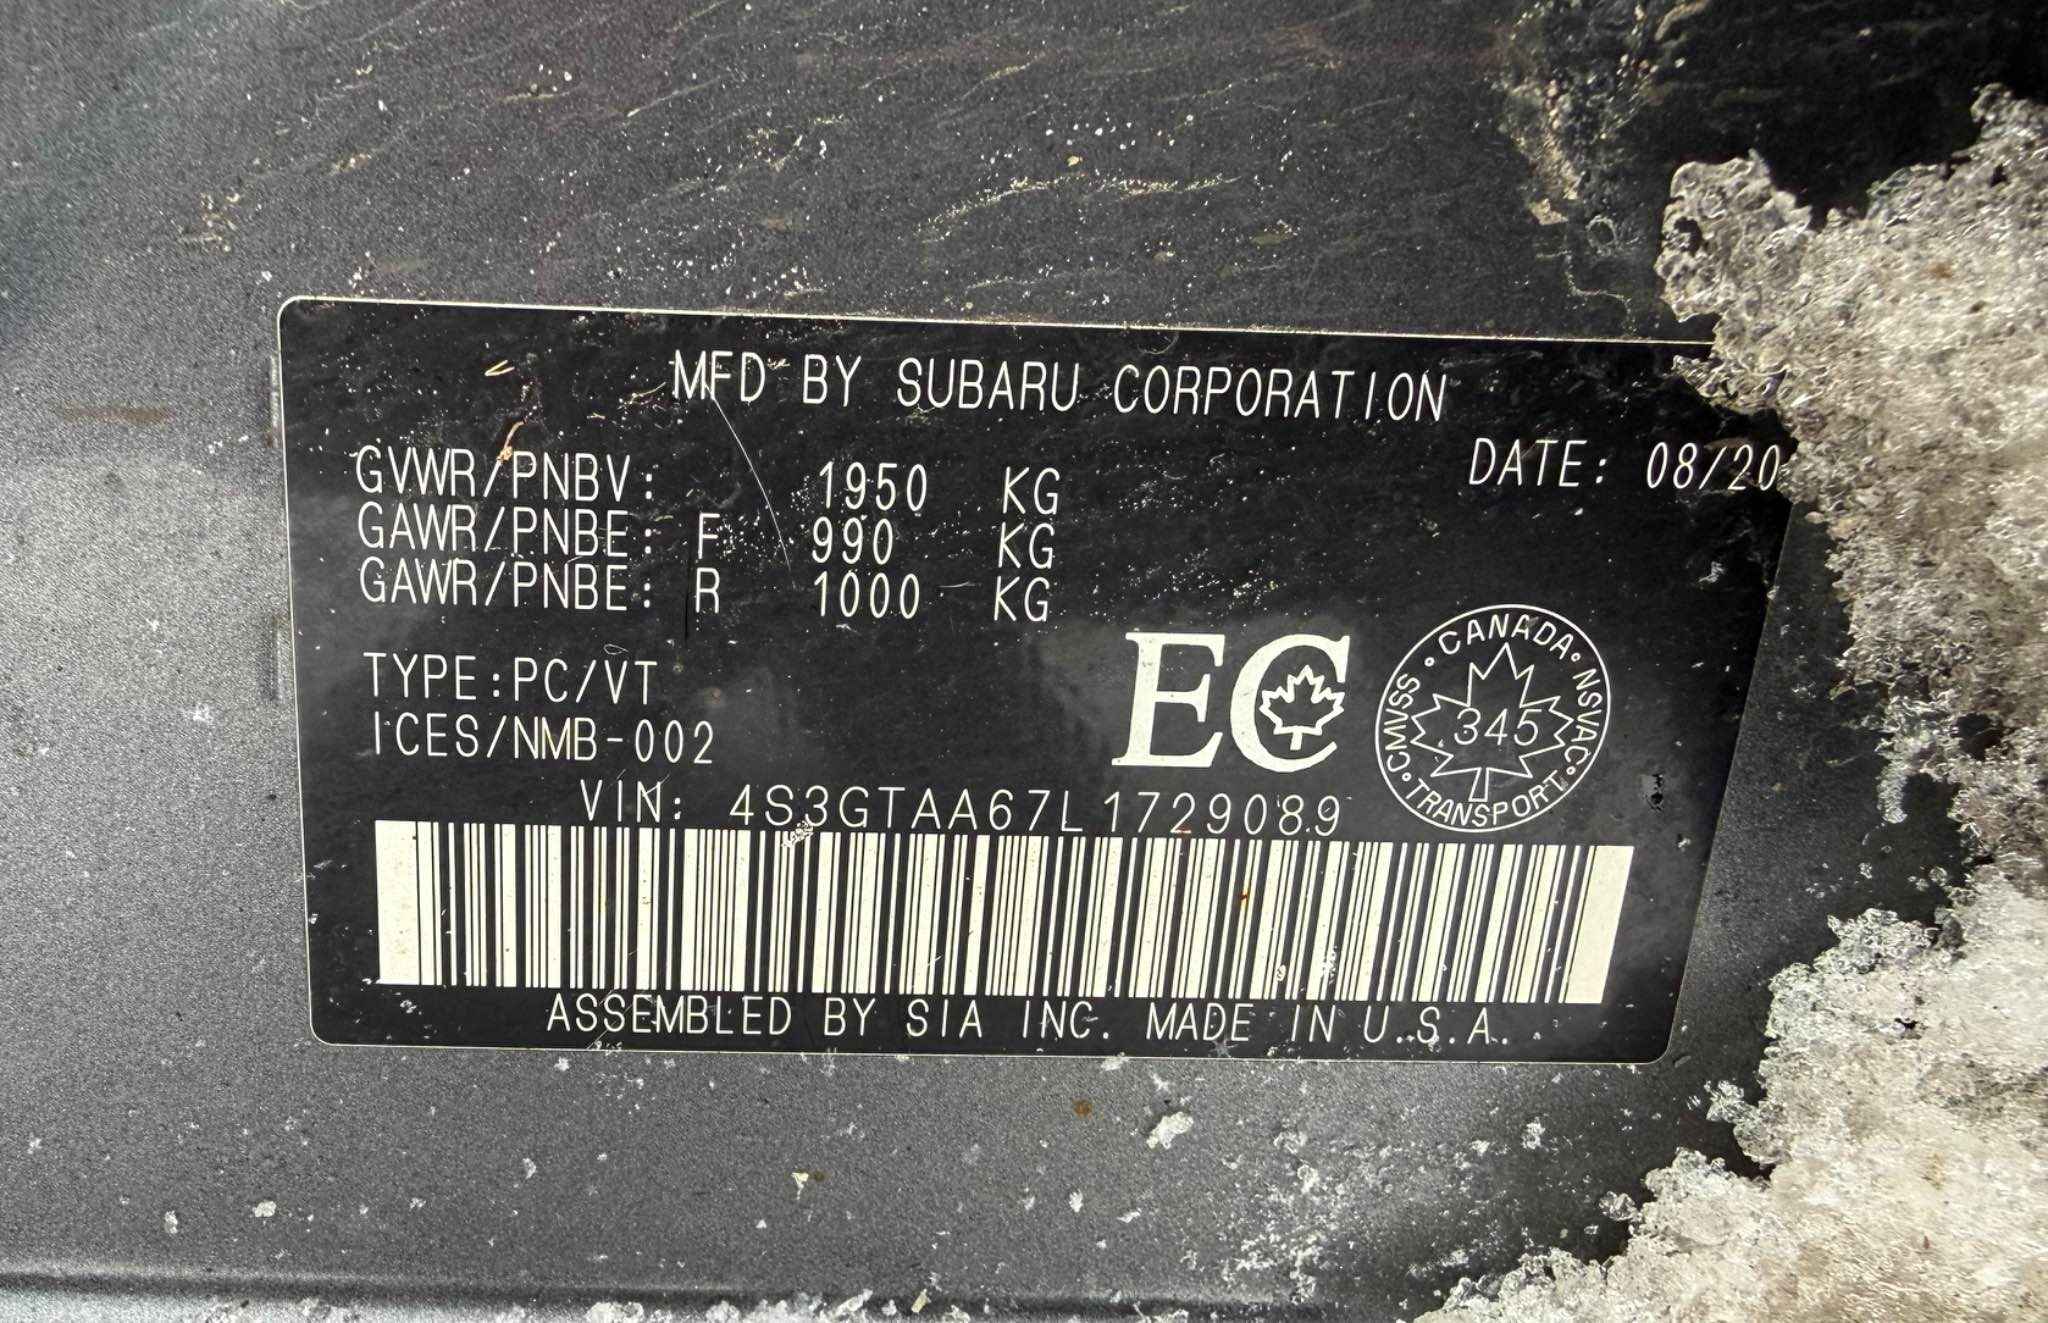 MFD BY SUBARU CORPORATION
DATE: 08/20
GVWR/PNBV: 1950 KG
GAWR/PNBE: F 990 KG
GAWR/PNBE: R 1000 KG
TYPE:PC/VT
ICES/NMB-002
EC
CANADA · NSVAC · TRANSPORT · CMVSS ·
345
VIN: 4S3GTAA67L1729089
ASSEMBLED BY SIA INC. MADE IN U.S.A.